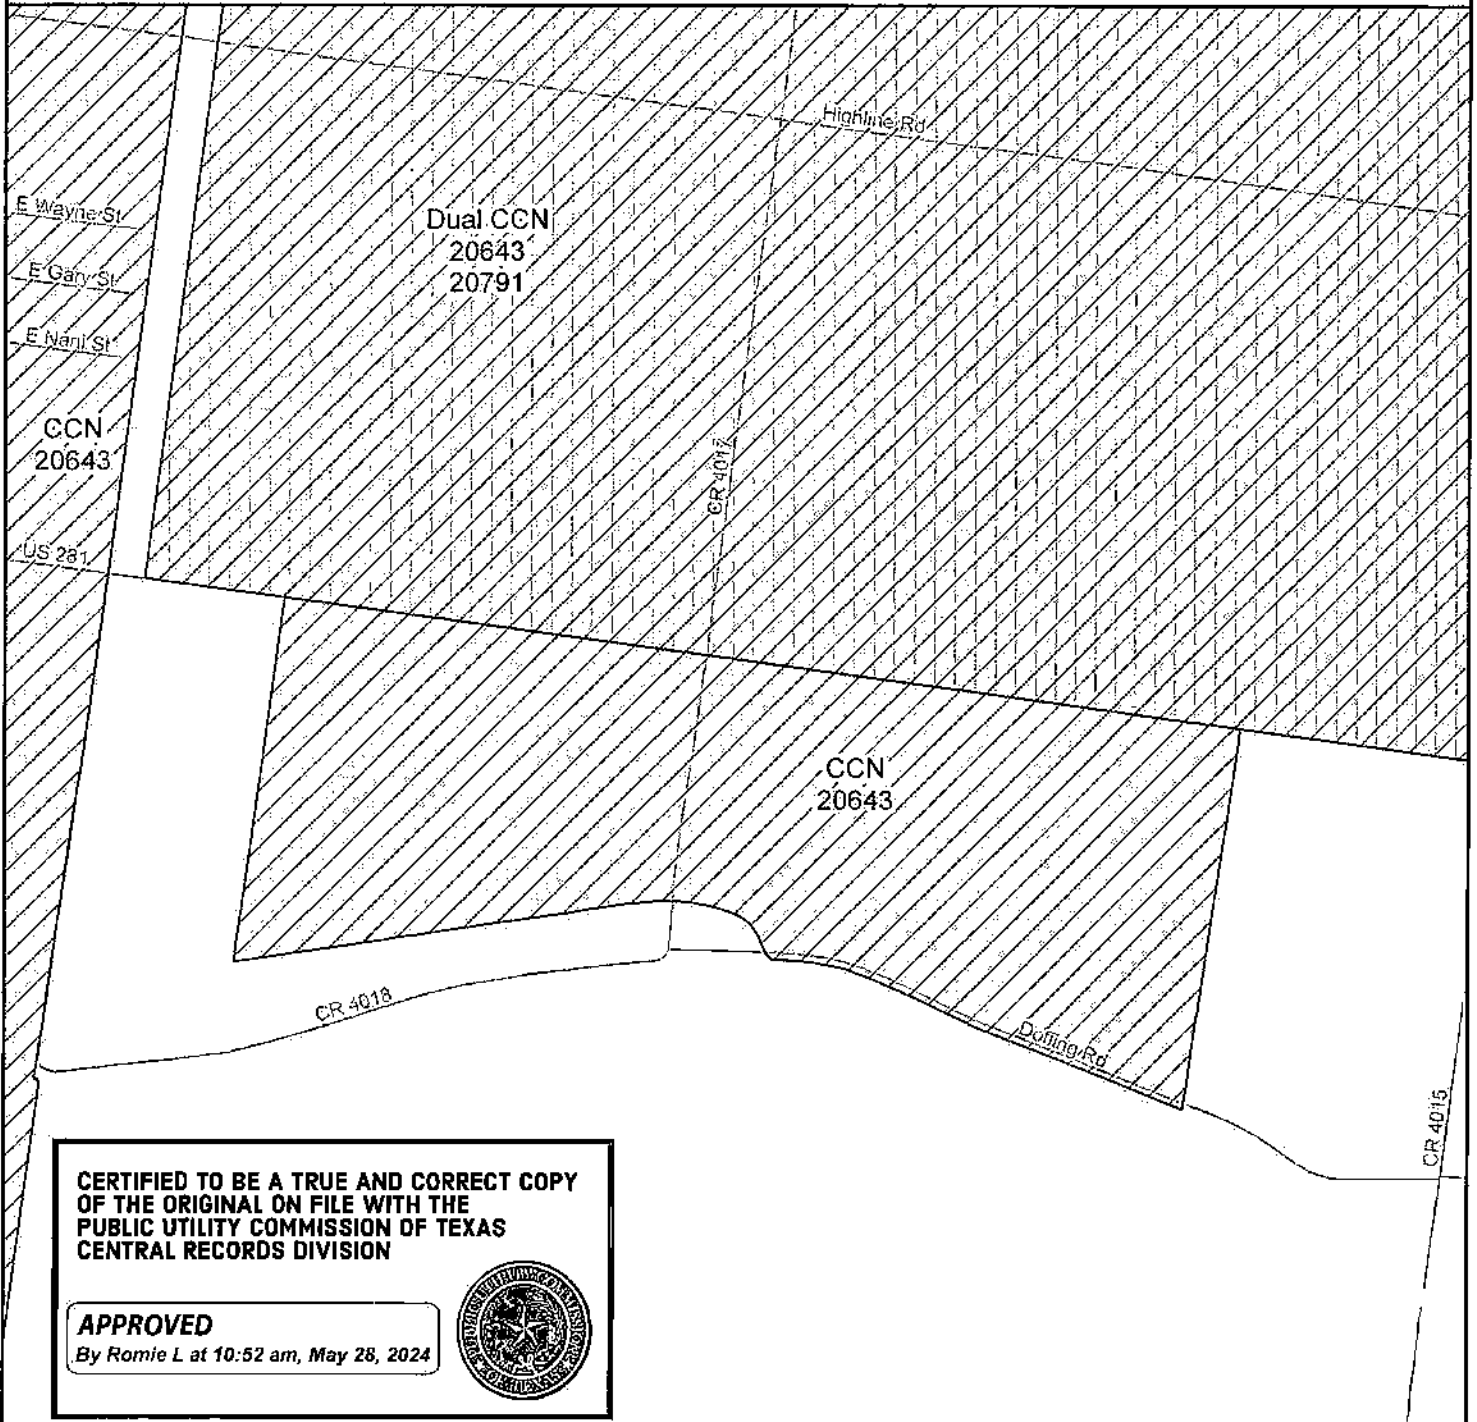 Highline Rd
E Wayne St
Dual CCN
20643
20791
E Gary St
E Nani St
CCN
20643
CR 4017
US 281
CCN
20643
CR 4018
Doffing Rd
CR 4015
CERTIFIED TO BE A TRUE AND CORRECT COPY
OF THE ORIGINAL ON FILE WITH THE
PUBLIC UTILITY COMMISSION OF TEXAS
CENTRAL RECORDS DIVISION
APPROVED
By Romie L at 10:52 am, May 28, 2024